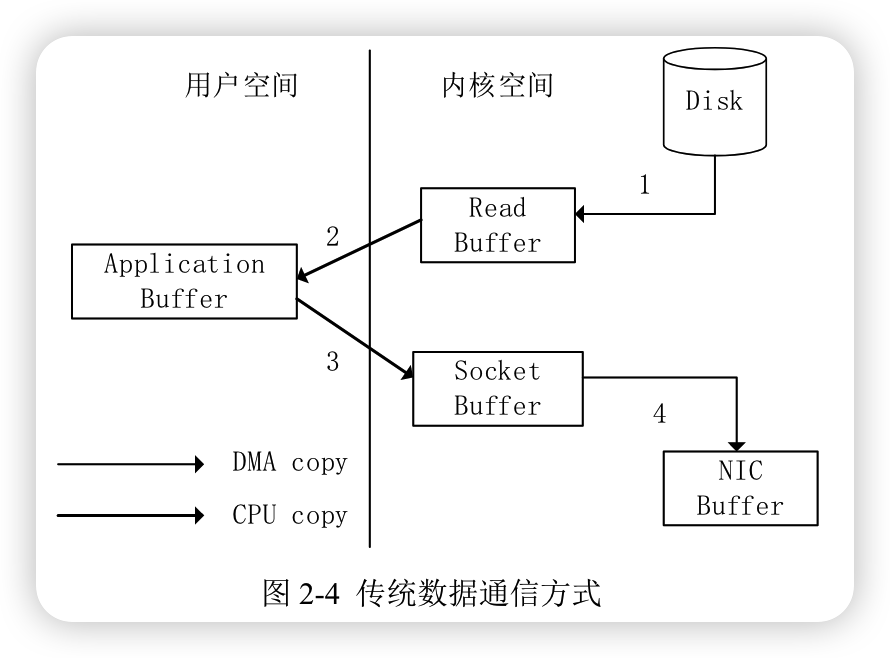 用户空间
内核空间
Disk
1
Read
Buffer
2
Application
Buffer
3
Socket
Buffer
4
DMA copy
NIC
Buffer
CPU copy
图 2-4 传统数据通信方式